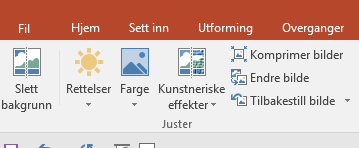 Fil Hjem Sett inn Utforming Overganger
Slett bakgrunn Rettelser Farge Kunstneriske effekter Komprimer bilder
Endre bilde
Tilbakestill bilde
Juster